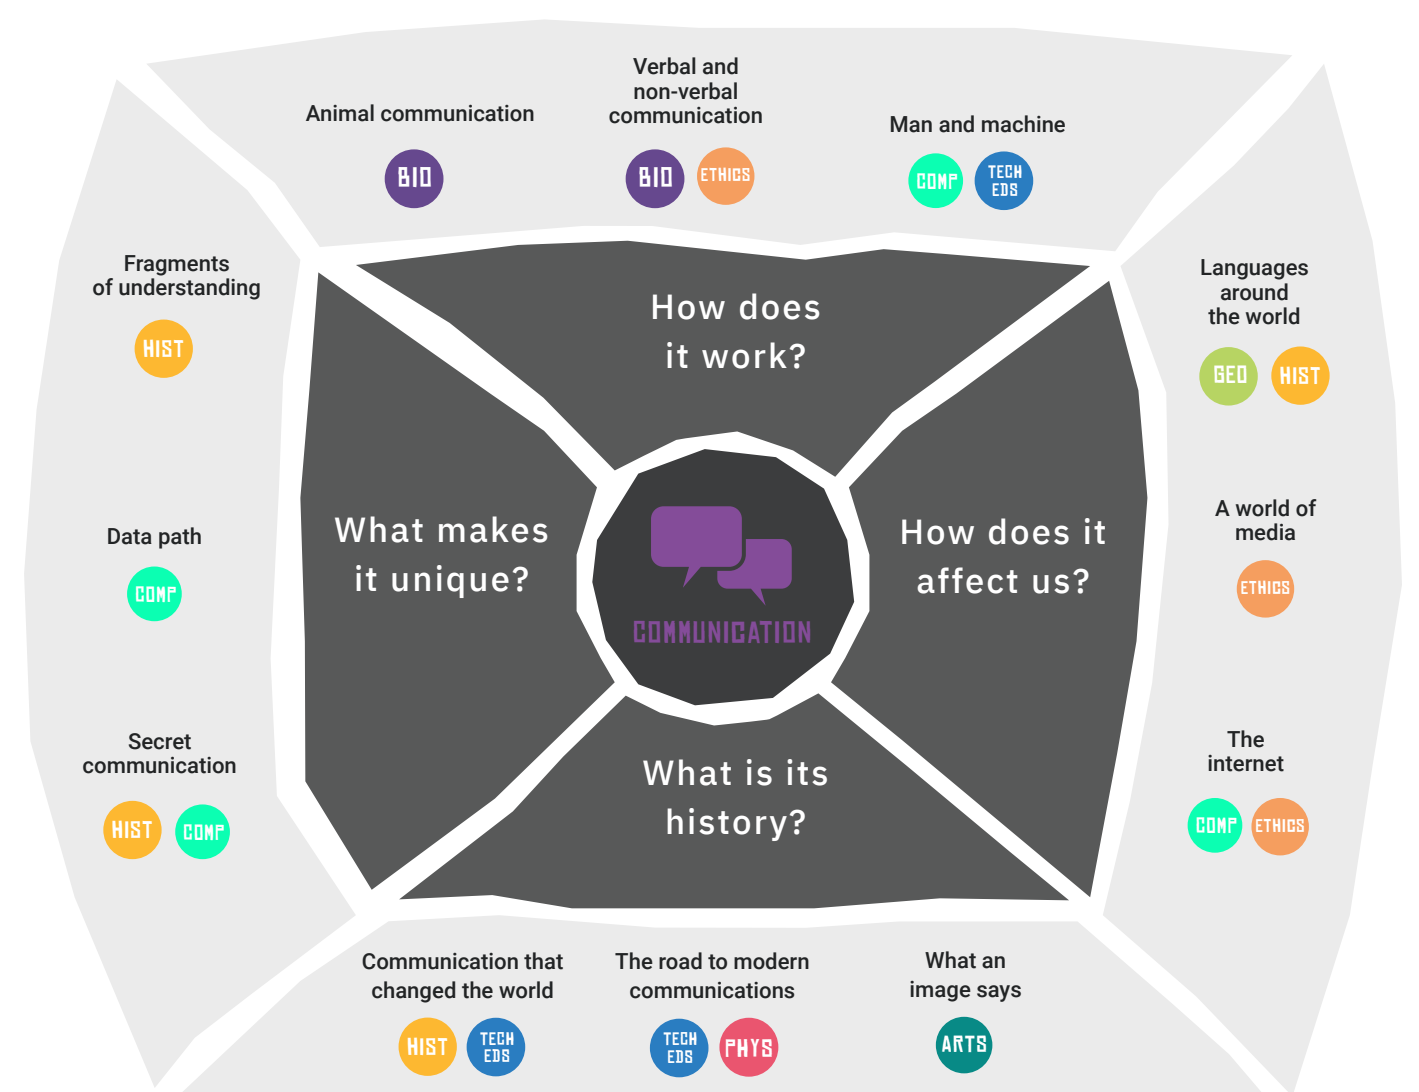 Animal communication
BIO
Verbal and
non-verbal
communication
BIO
ETHICS
Man and machine
COMP
TECH
EDS
Fragments
of understanding
HIST
Data path
COMP
Secret
communication
HIST
COMP
How does
it work?
What makes
it unique?
COMMUNICATION
How does it
affect us?
What is its
history?
Languages
around
the world
GEO
HIST
A world of
media
ETHICS
The
internet
COMP
ETHICS
Communication that
changed the world
HIST
TECH
EDS
The road to modern
communications
TECH
EDS
PHYS
What an
image says
ARTS